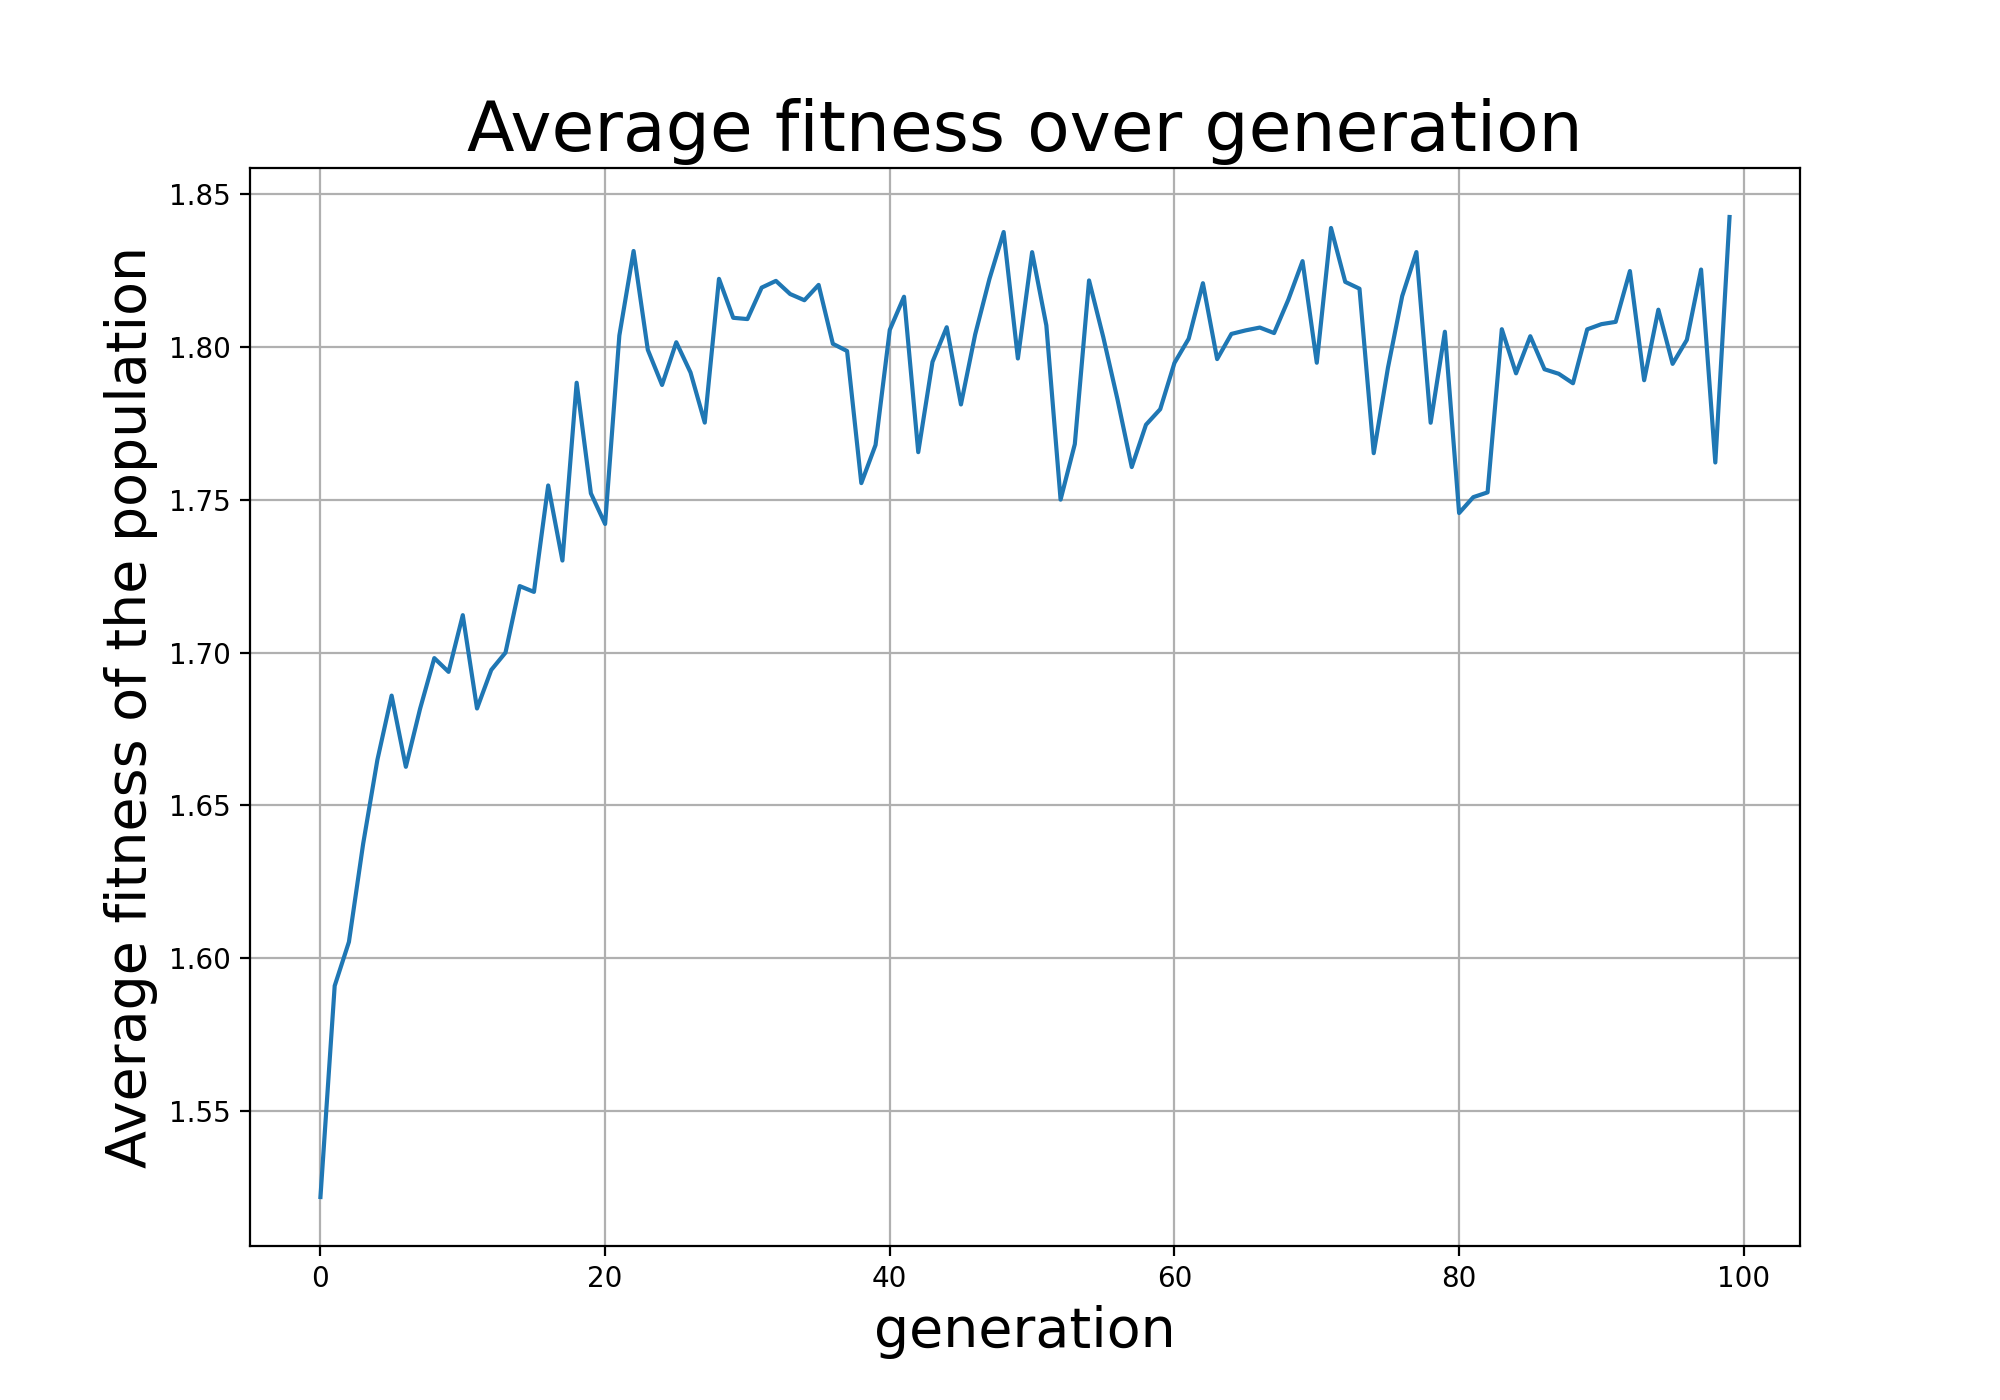 Average fitness over generation
Average fitness of the population
1.85
1.80
1.75
1.70
1.65
1.60
1.55
0 20 40 60 80 100
generation